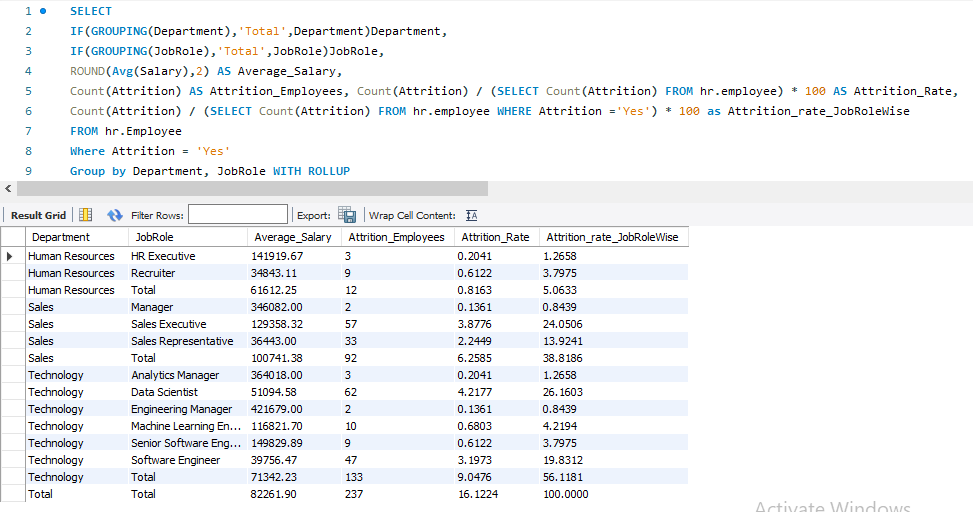 1 SELECT
2 IF(GROUPING(Department),'Total',Department)Department,
3 IF(GROUPING(JobRole),'Total',JobRole)JobRole,
4 ROUND(Avg(Salary),2) AS Average_Salary,
5 Count(Attrition) AS Attrition_Employees, Count(Attrition) / (SELECT Count(Attrition) FROM hr.employee) * 100 AS Attrition_Rate,
6 Count(Attrition) / (SELECT Count(Attrition) FROM hr.employee WHERE Attrition ='Yes') * 100 as Attrition_rate_JobRoleWise
7 FROM hr.Employee
8 Where Attrition = 'Yes'
9 Group by Department, JobRole WITH ROLLUP
Result Grid Filter Rows: Export: Wrap Cell Content: IA
Department JobRole Average_Salary Attrition_Employees Attrition_Rate Attrition_rate_JobRoleWise
Human Resources HR Executive 141919.67 3 0.2041 1.2658
Human Resources Recruiter 34843.11 9 0.6122 3.7975
Human Resources Total 61612.25 12 0.8163 5.0633
Sales Manager 346082.00 2 0.1361 0.8439
Sales Sales Executive 129358.32 57 3.8776 24.0506
Sales Sales Representative 36443.00 33 2.2449 13.9241
Sales Total 100741.38 92 6.2585 38.8186
Technology Analytics Manager 364018.00 3 0.2041 1.2658
Technology Data Scientist 51094.58 62 4.2177 26.1603
Technology Engineering Manager 421679.00 2 0.1361 0.8439
Technology Machine Learning En... 116821.70 10 0.6803 4.2194
Technology Senior Software Eng... 149829.89 9 0.6122 3.7975
Technology Software Engineer 39756.47 47 3.1973 19.8312
Technology Total 71342.23 133 9.0476 56.1181
Total Total 82261.90 237 16.1224 100.0000
Activate Windows